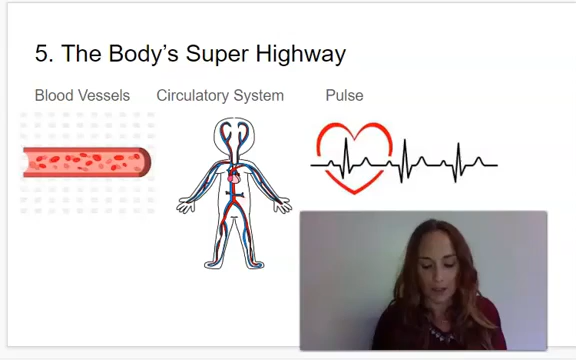 5. The Body's Super Highway
Blood Vessels Circulatory System Pulse